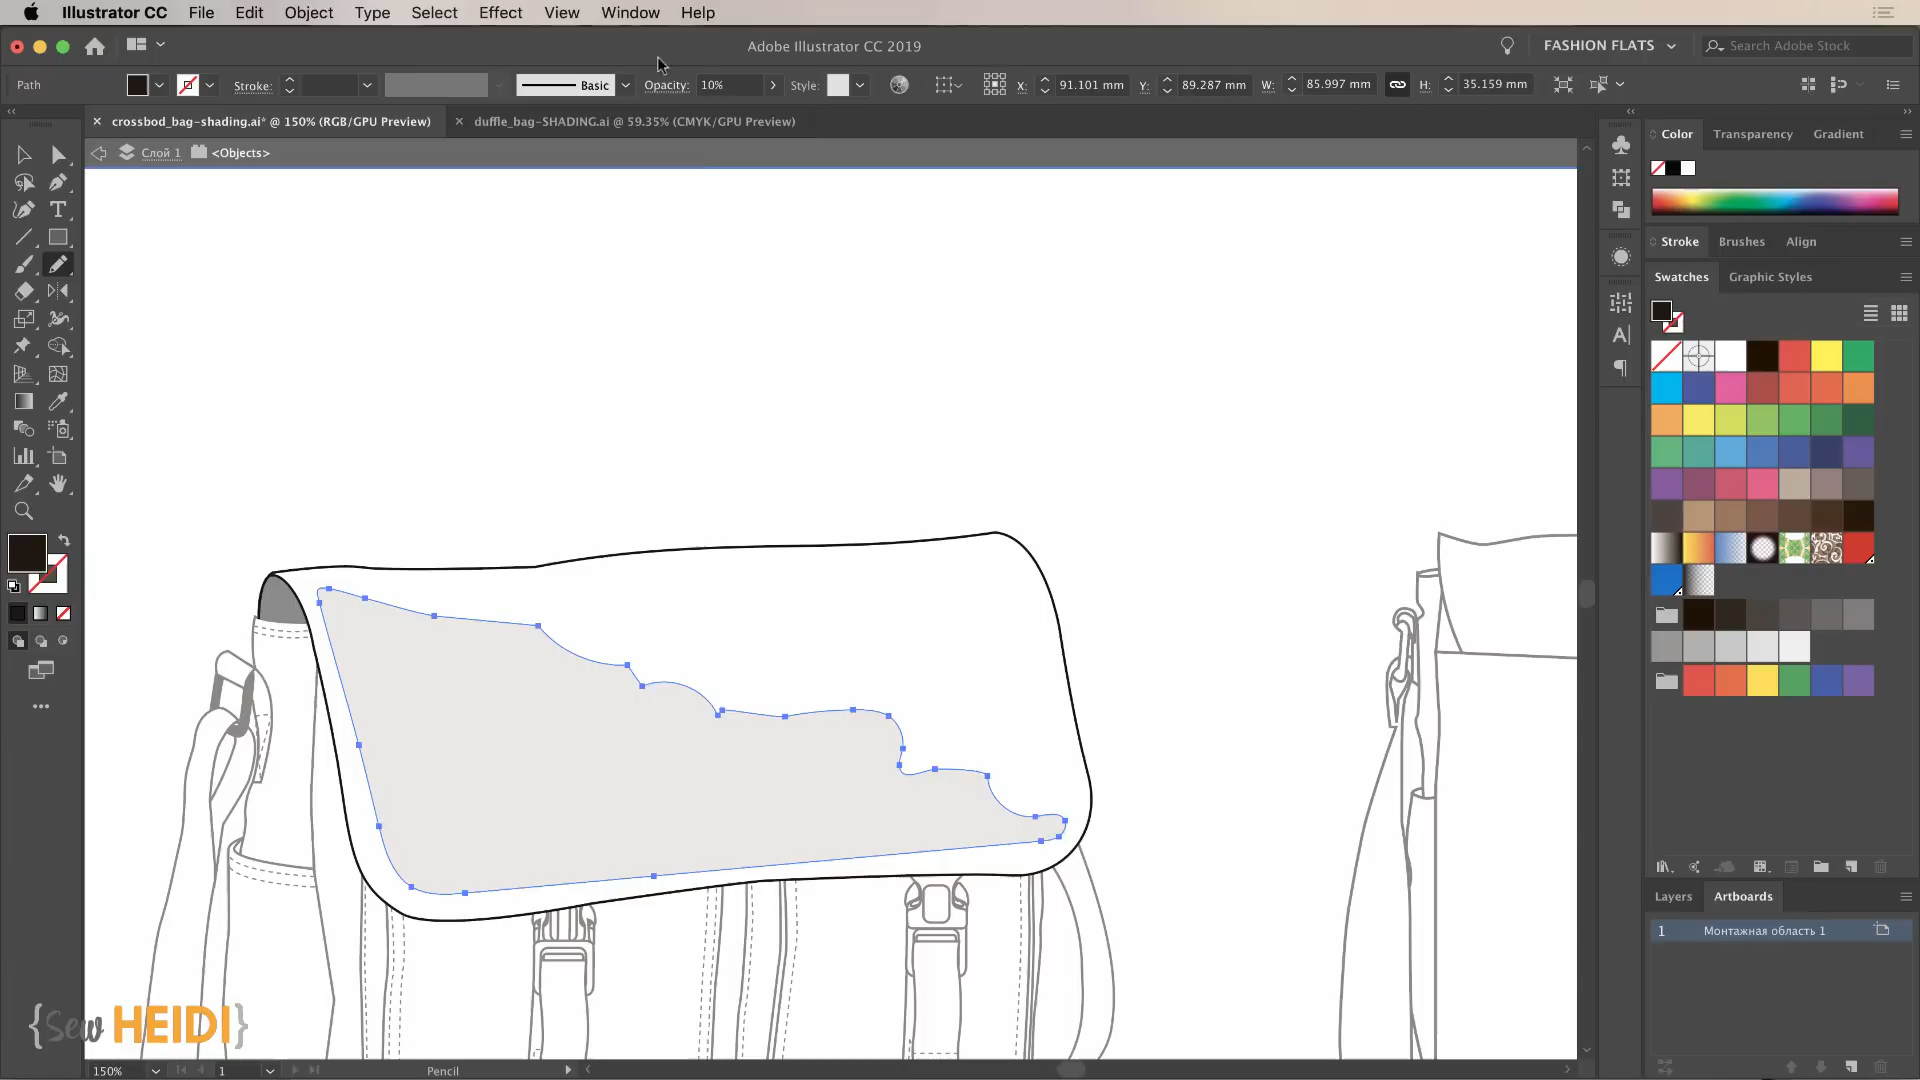 Illustrator CC File Edit Object Type Select Effect View Window Help
Adobe Illustrator CC 2019
FASHION FLATS
Search Adobe Stock
Path
Stroke:
Basic
Opacity: 10%
Style:
X: 91.101 mm
Y: 89.287 mm
W: 85.997 mm
H: 35.159 mm
× crossbod_bag-shading.ai* @ 150% (RGB/GPU Preview)
× duffle_bag-SHADING.ai @ 59.35% (CMYK/GPU Preview)
Слой 1 <Objects>
Color Transparency Gradient
Stroke Brushes Align
Swatches Graphic Styles
Layers Artboards
1 Монтажная область 1
{Sew HEIDI}
150%
1
Pencil